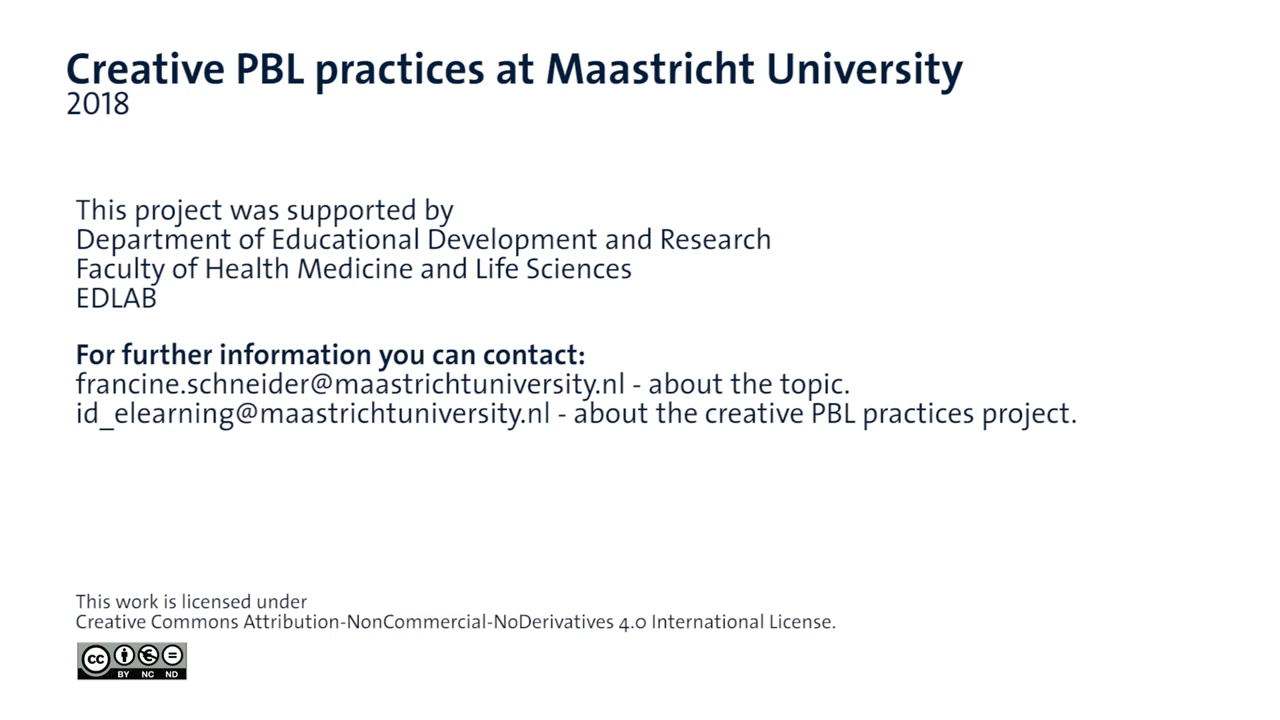 Creative PBL practices at Maastricht University
2018
This project was supported by
Department of Educational Development and Research
Faculty of Health Medicine and Life Sciences
EDLAB
For further information you can contact:
francine.schneider@maastrichtuniversity.nl - about the topic.
id_elearning@maastrichtuniversity.nl - about the creative PBL practices project.
This work is licensed under
Creative Commons Attribution-NonCommercial-NoDerivatives 4.0 International License.
cc BY NC ND